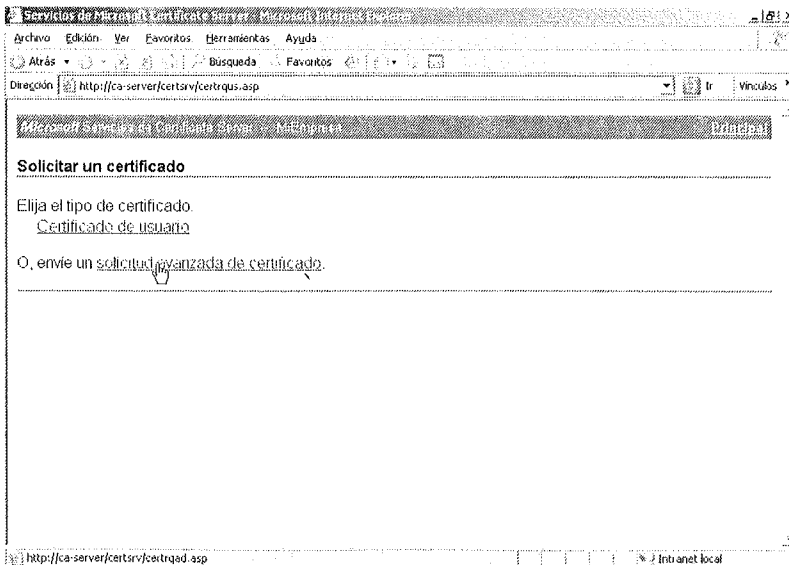 Servicios de Microsoft Certificate Server - Microsoft Internet Explorer
Archivo Edición Ver Favoritos Herramientas Ayuda
Atrás Búsqueda Favoritos
Dirección http://ca-server/certsrv/certrqus.asp Ir Vínculos
Microsoft Servicios de Certificate Server -- MiEmpresa Principal
Solicitar un certificado
Elija el tipo de certificado.
Certificado de usuario
O, envíe un solicitud avanzada de certificado.
http://ca-server/certsrv/certrqad.asp Intranet local